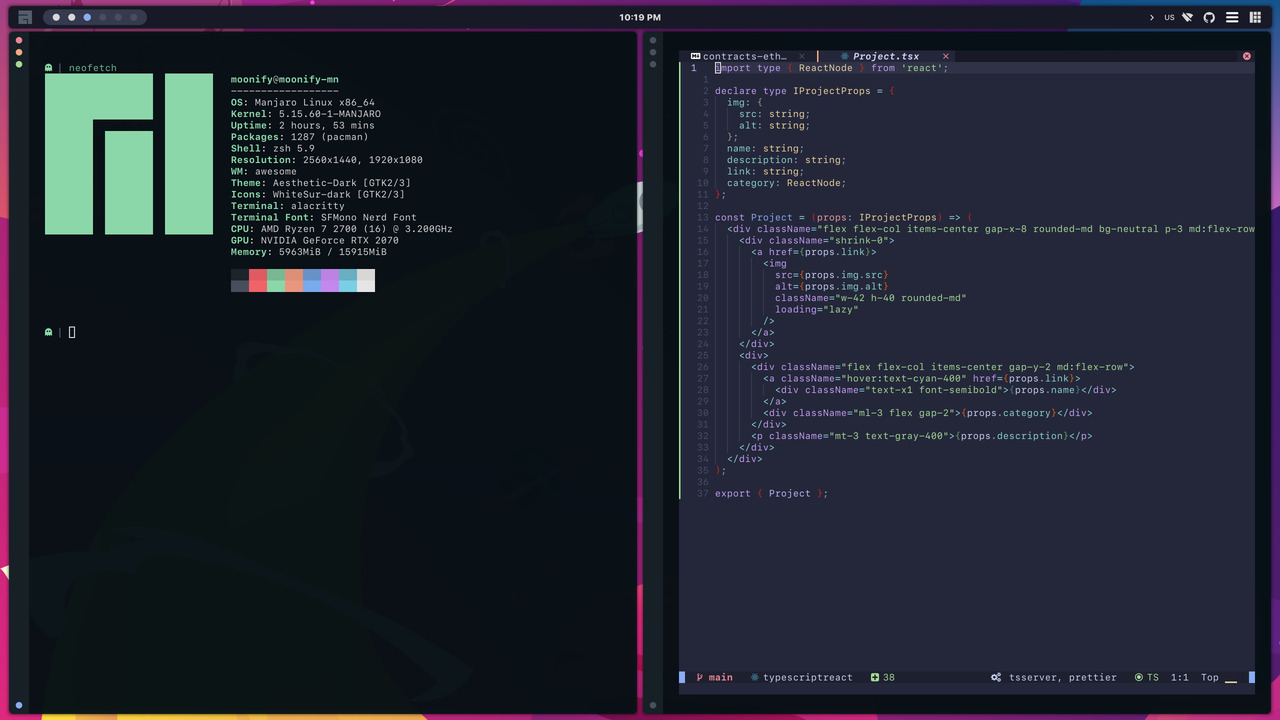 10:19 PM
US
| neofetch
moonify@moonify-mn
------------------
OS: Manjaro Linux x86_64
Kernel: 5.15.60-1-MANJARO
Uptime: 2 hours, 53 mins
Packages: 1287 (pacman)
Shell: zsh 5.9
Resolution: 2560x1440, 1920x1080
WM: awesome
Theme: Aesthetic-Dark [GTK2/3]
Icons: WhiteSur-dark [GTK2/3]
Terminal: alacritty
Terminal Font: SFMono Nerd Font
CPU: AMD Ryzen 7 2700 (16) @ 3.200GHz
GPU: NVIDIA GeForce RTX 2070
Memory: 5963MiB / 15915MiB
|
contracts-eth… × Project.tsx ×
1 import type { ReactNode } from 'react';
1
2 declare type IProjectProps = {
3 img: {
4 src: string;
5 alt: string;
6 };
7 name: string;
8 description: string;
9 link: string;
10 category: ReactNode;
11 };
12
13 const Project = (props: IProjectProps) => (
14 <div className="flex flex-col items-center gap-x-8 rounded-md bg-neutral p-3 md:flex-row
15 <div className="shrink-0">
16 <a href={props.link}>
17 <img
18 src={props.img.src}
19 alt={props.img.alt}
20 className="w-42 h-40 rounded-md"
21 loading="lazy"
22 />
23 </a>
24 </div>
25 <div>
26 <div className="flex flex-col items-center gap-y-2 md:flex-row">
27 <a className="hover:text-cyan-400" href={props.link}>
28 <div className="text-x1 font-semibold">{props.name}</div>
29 </a>
30 <div className="ml-3 flex gap-2">{props.category}</div>
31 </div>
32 <p className="mt-3 text-gray-400">{props.description}</p>
33 </div>
34 </div>
35 );
36
37 export { Project };
main typescriptreact 38 tsserver, prettier TS 1:1 Top